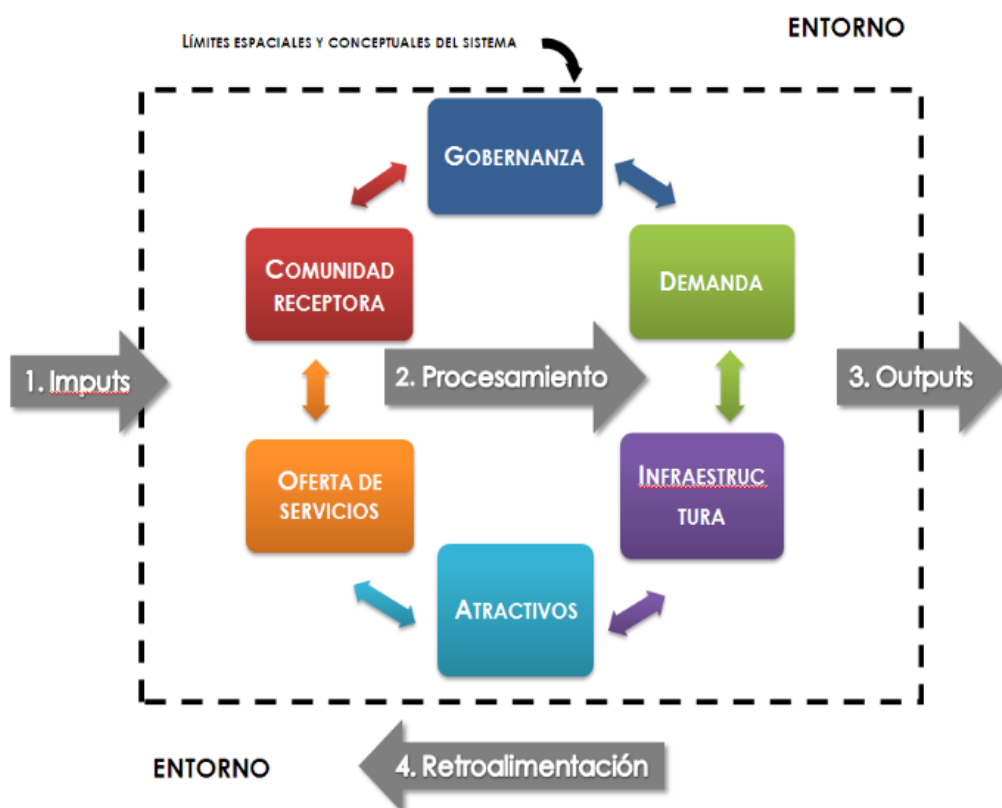 ENTORNO
LÍMITES ESPACIALES Y CONCEPTUALES DEL SISTEMA
GOBERNANZA
COMUNIDAD
RECEPTORA
DEMANDA
1. Imputs
2. Procesamiento
3. Outputs
OFERTA DE
SERVICIOS
INFRAESTRUC
TURA
ATRACTIVOS
ENTORNO
4. Retroalimentación